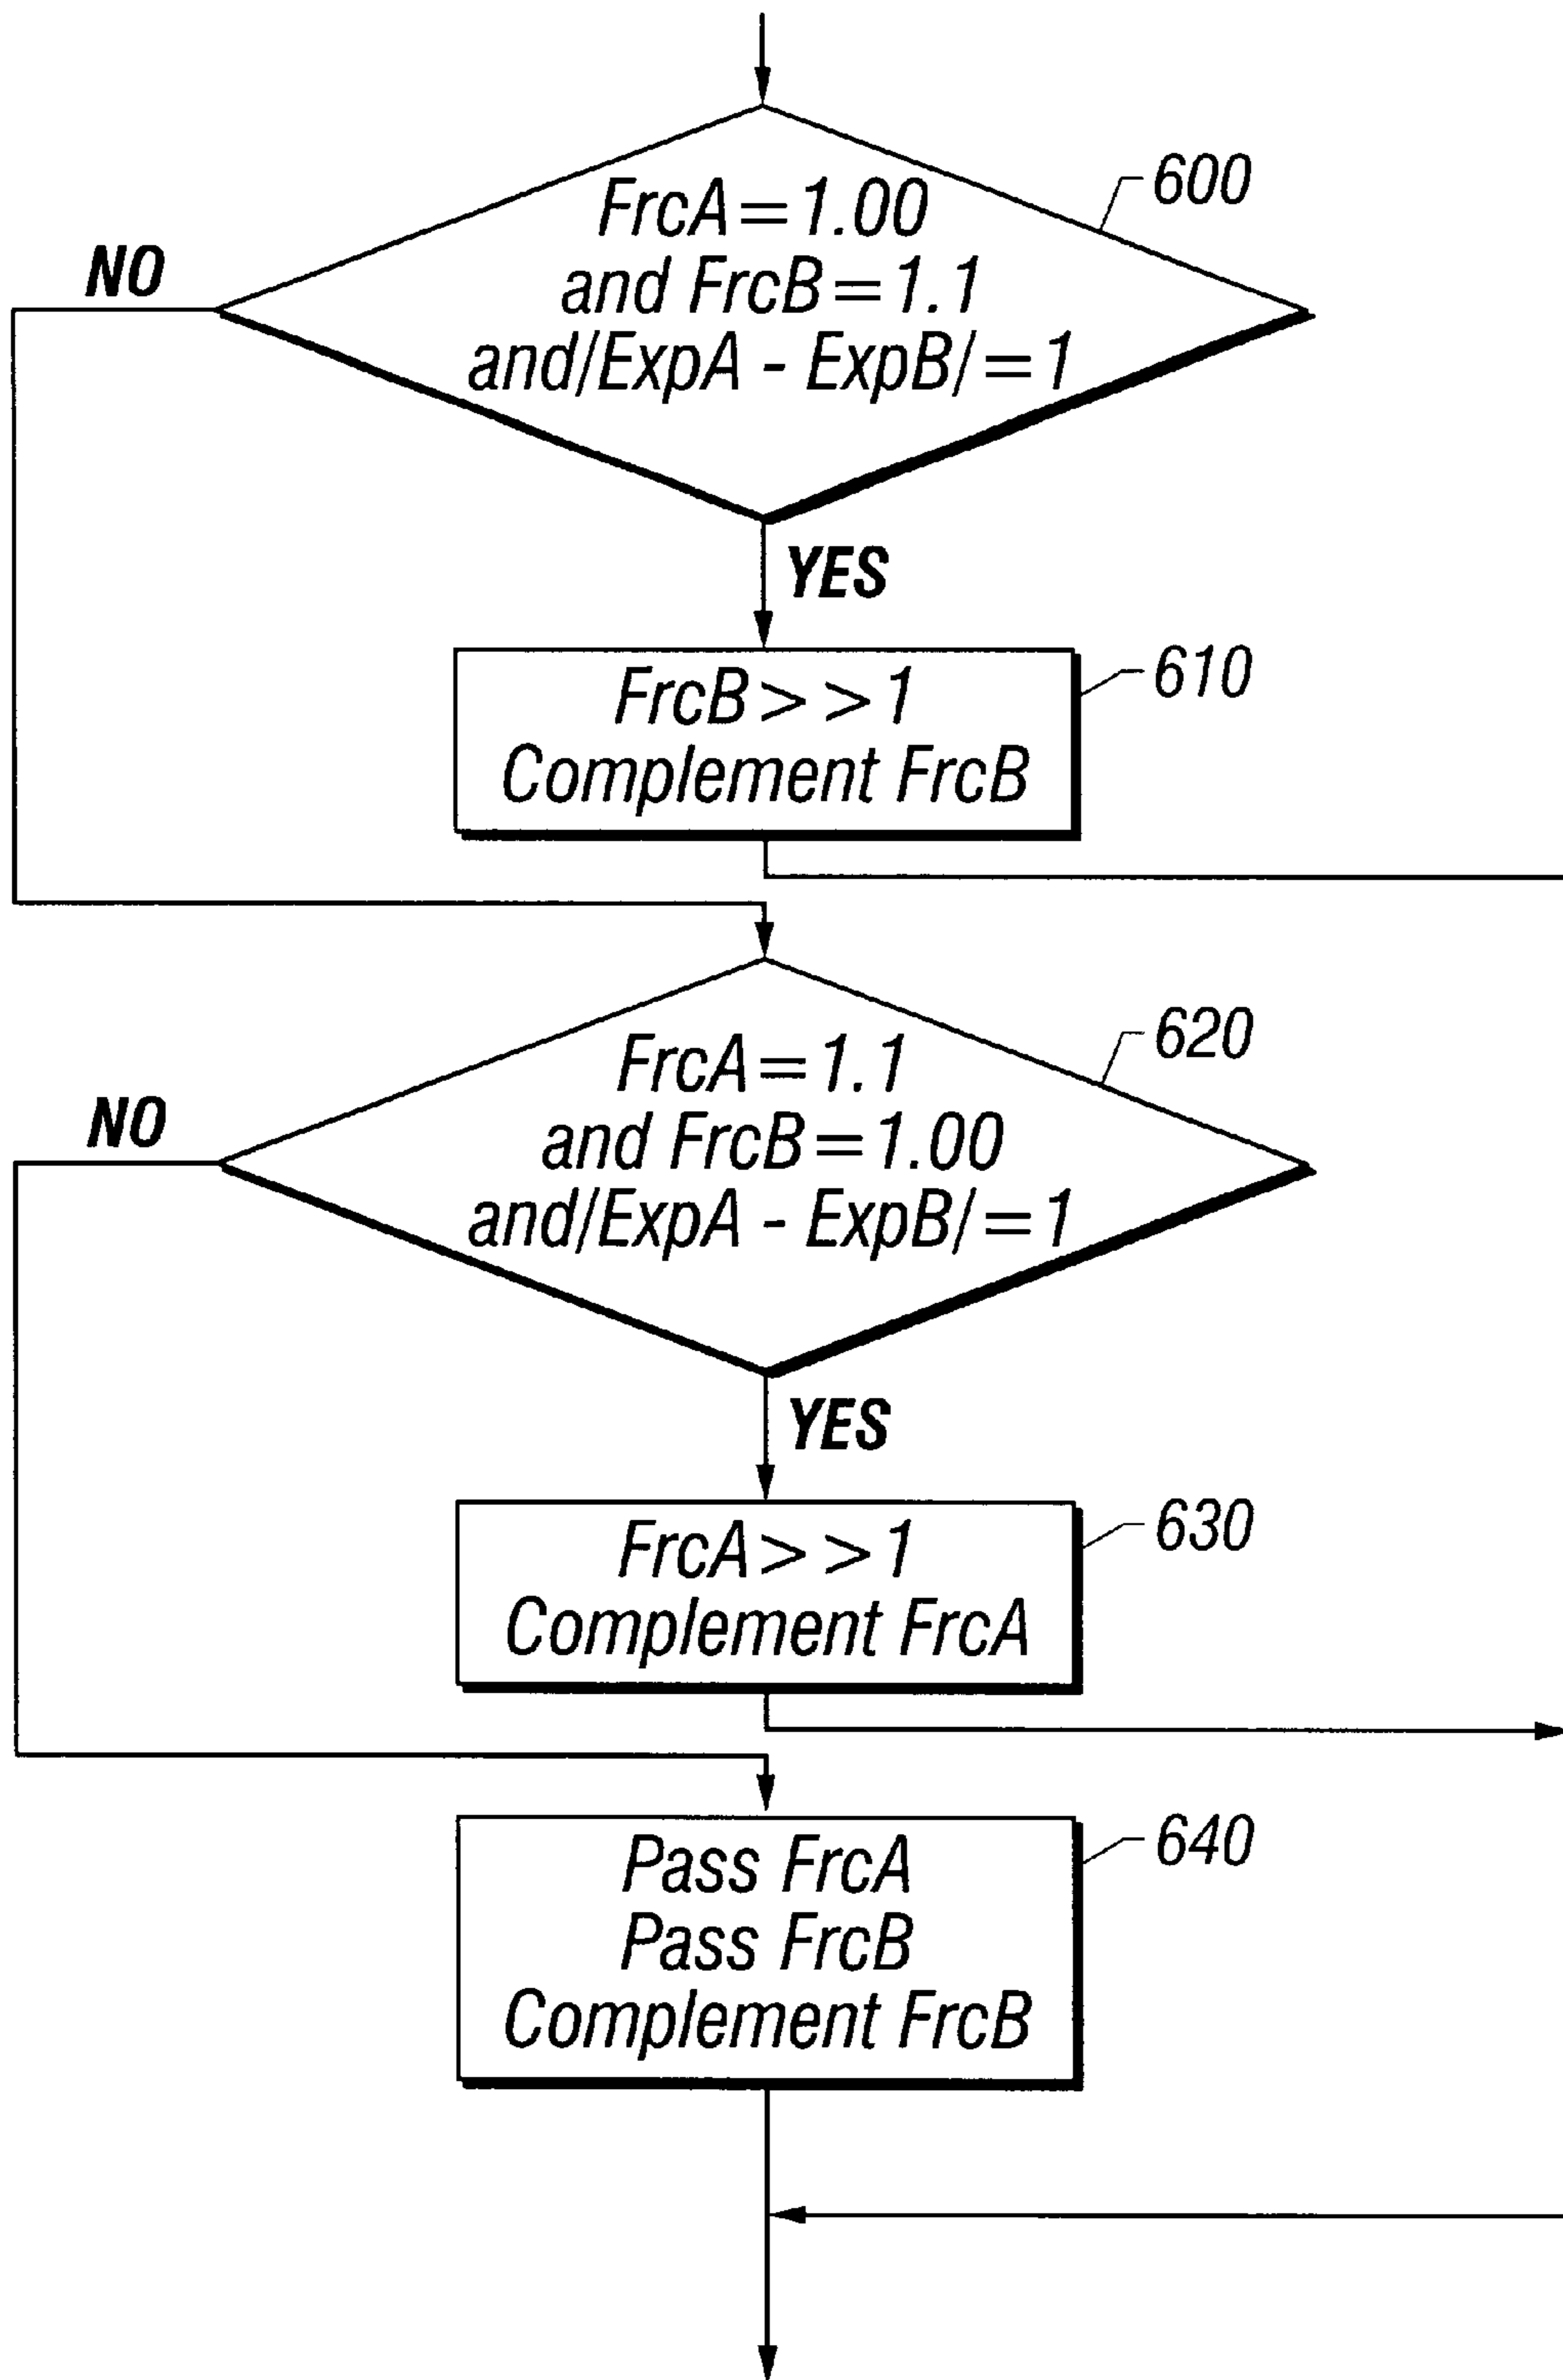 FrcA=1.00
and FrcB=1.1
and/ExpA - ExpB/=1
600
NO
YES
FrcB>>1
Complement FrcB
610
FrcA=1.1
and FrcB=1.00
and/ExpA - ExpB/=1
620
NO
YES
FrcA>>1
Complement FrcA
630
Pass FrcA
Pass FrcB
Complement FrcB
640